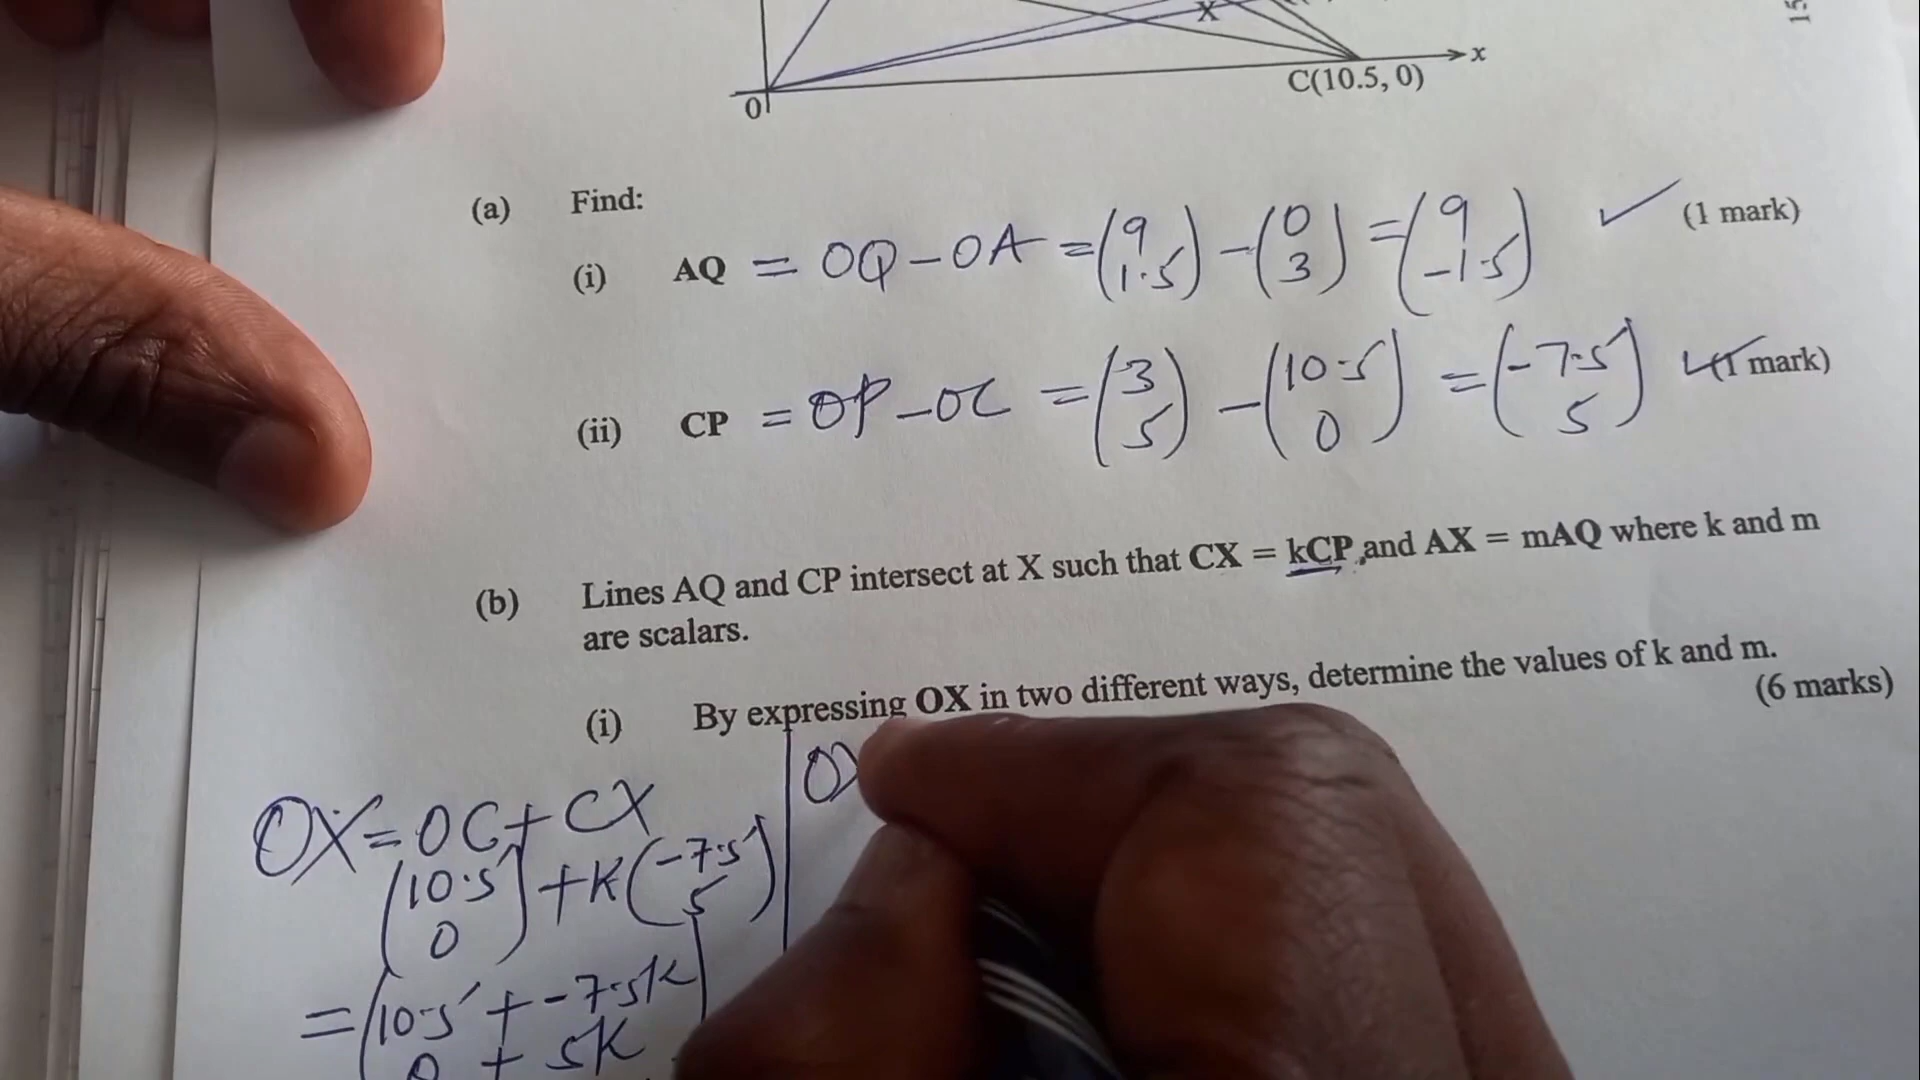 X
x
C(10.5, 0)
0
15
(a) Find:
(i) AQ = OQ - OA = (9 1.5) - (0 3) = (9 -1.5) ✓ (1 mark)
(ii) CP = OP - OC = (3 5) - (10.5 0) = (-7.5 5) ✓ (1 mark)
(b) Lines AQ and CP intersect at X such that CX = kCP and AX = mAQ where k and m
are scalars.
(i) By expressing OX in two different ways, determine the values of k and m.
(6 marks)
OX = OC + CX
(10.5 0) + K(-7.5 5)
= (10.5 + -7.5K
0 + 5K
OX